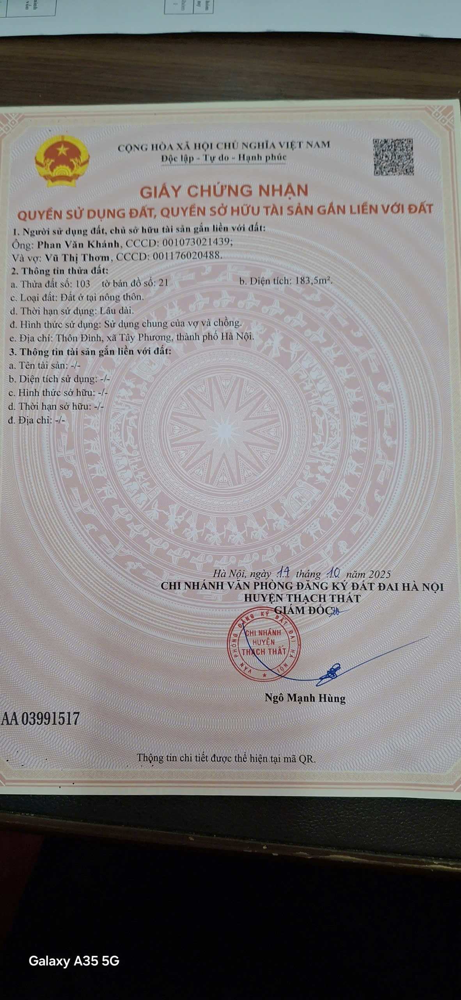 CỘNG HÒA XÃ HỘI CHỦ NGHĨA VIỆT NAM
Độc lập - Tự do - Hạnh phúc
GIẤY CHỨNG NHẬN
QUYỀN SỬ DỤNG ĐẤT, QUYỀN SỞ HỮU TÀI SẢN GẮN LIỀN VỚI ĐẤT
1. Người sử dụng đất, chủ sở hữu tài sản gắn liền với đất:
Ông: Phan Văn Khánh, CCCD: 001073021439;
Và vợ: Vũ Thị Thơm, CCCD: 001176020488.
2. Thông tin thửa đất:
a. Thửa đất số: 103 tờ bản đồ số: 21 b. Diện tích: 183,5m².
c. Loại đất: Đất ở tại nông thôn.
d. Thời hạn sử dụng: Lâu dài.
đ. Hình thức sử dụng: Sử dụng chung của vợ và chồng.
e. Địa chỉ: Thôn Đình, xã Tây Phương, thành phố Hà Nội.
3. Thông tin tài sản gắn liền với đất:
a. Tên tài sản: -/-
b. Diện tích sử dụng: -/-
c. Hình thức sở hữu: -/-
d. Thời hạn sở hữu: -/-
đ. Địa chỉ: -/-
Hà Nội, ngày 17 tháng 10 năm 2025
CHI NHÁNH VĂN PHÒNG ĐĂNG KÝ ĐẤT ĐAI HÀ NỘI
HUYỆN THẠCH THẤT
GIÁM ĐỐC
VĂN PHÒNG ĐĂNG KÝ ĐẤT ĐAI HÀ NỘI
CHI NHÁNH
HUYỆN
THẠCH THẤT
Ngô Mạnh Hùng
AA 03991517
Thông tin chi tiết được thể hiện tại mã QR.
Galaxy A35 5G